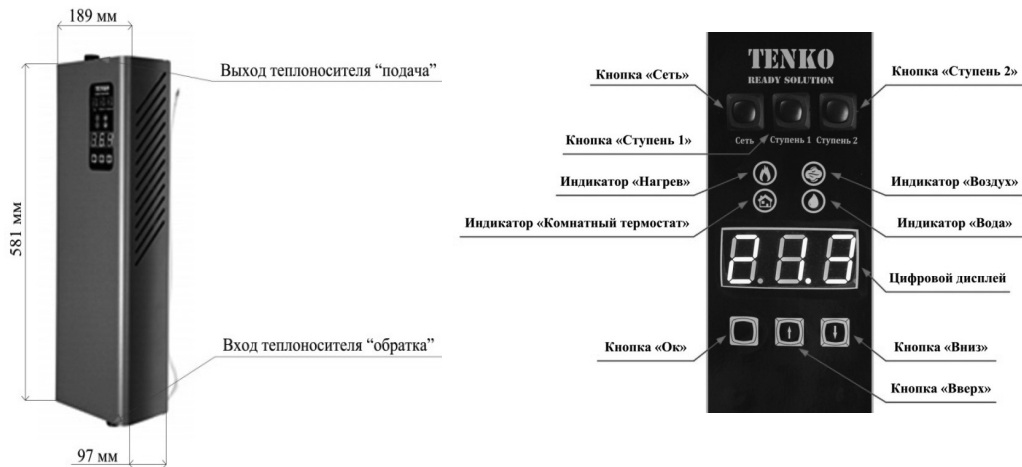 189 мм
Выход теплоносителя “подача”
581 мм
Вход теплоносителя “обратка”
97 мм
TENKO
READY SOLUTION
Кнопка «Сеть»
Кнопка «Ступень 2»
Кнопка «Ступень 1»
Сеть Ступень 1 Ступень 2
Индикатор «Нагрев»
Индикатор «Воздух»
Индикатор «Комнатный термостат»
Индикатор «Вода»
21.3
Цифровой дисплей
Кнопка «Ок»
Кнопка «Вниз»
Кнопка «Вверх»